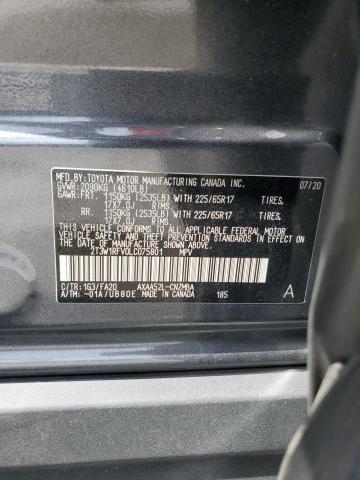 MFD.BY:TOYOTA MOTOR MANUFACTURING CANADA INC. 07/20
GVWR:2090KG (4610LB)
GAWR:FRT. 1150KG (2535LB) WITH 225/65R17 TIRES,
17X7.0J RIMS,
RR. 1150KG (2535LB) WITH 225/65R17 TIRES,
17X7.0J RIMS,
THIS VEHICLE CONFORMS TO ALL APPLICABLE FEDERAL MOTOR VEHICLE
SAFETY AND THEFT PREVENTION STANDARDS IN EFFECT ON THE DATE OF
MANUFACTURE SHOWN ABOVE.
2T3W1RFV0LC075801 MPV
C/TR:1G3/FA20 AXAA52L-CNZMBA
A/TM:-01A/UB80E MADE IN CANADA 185
A